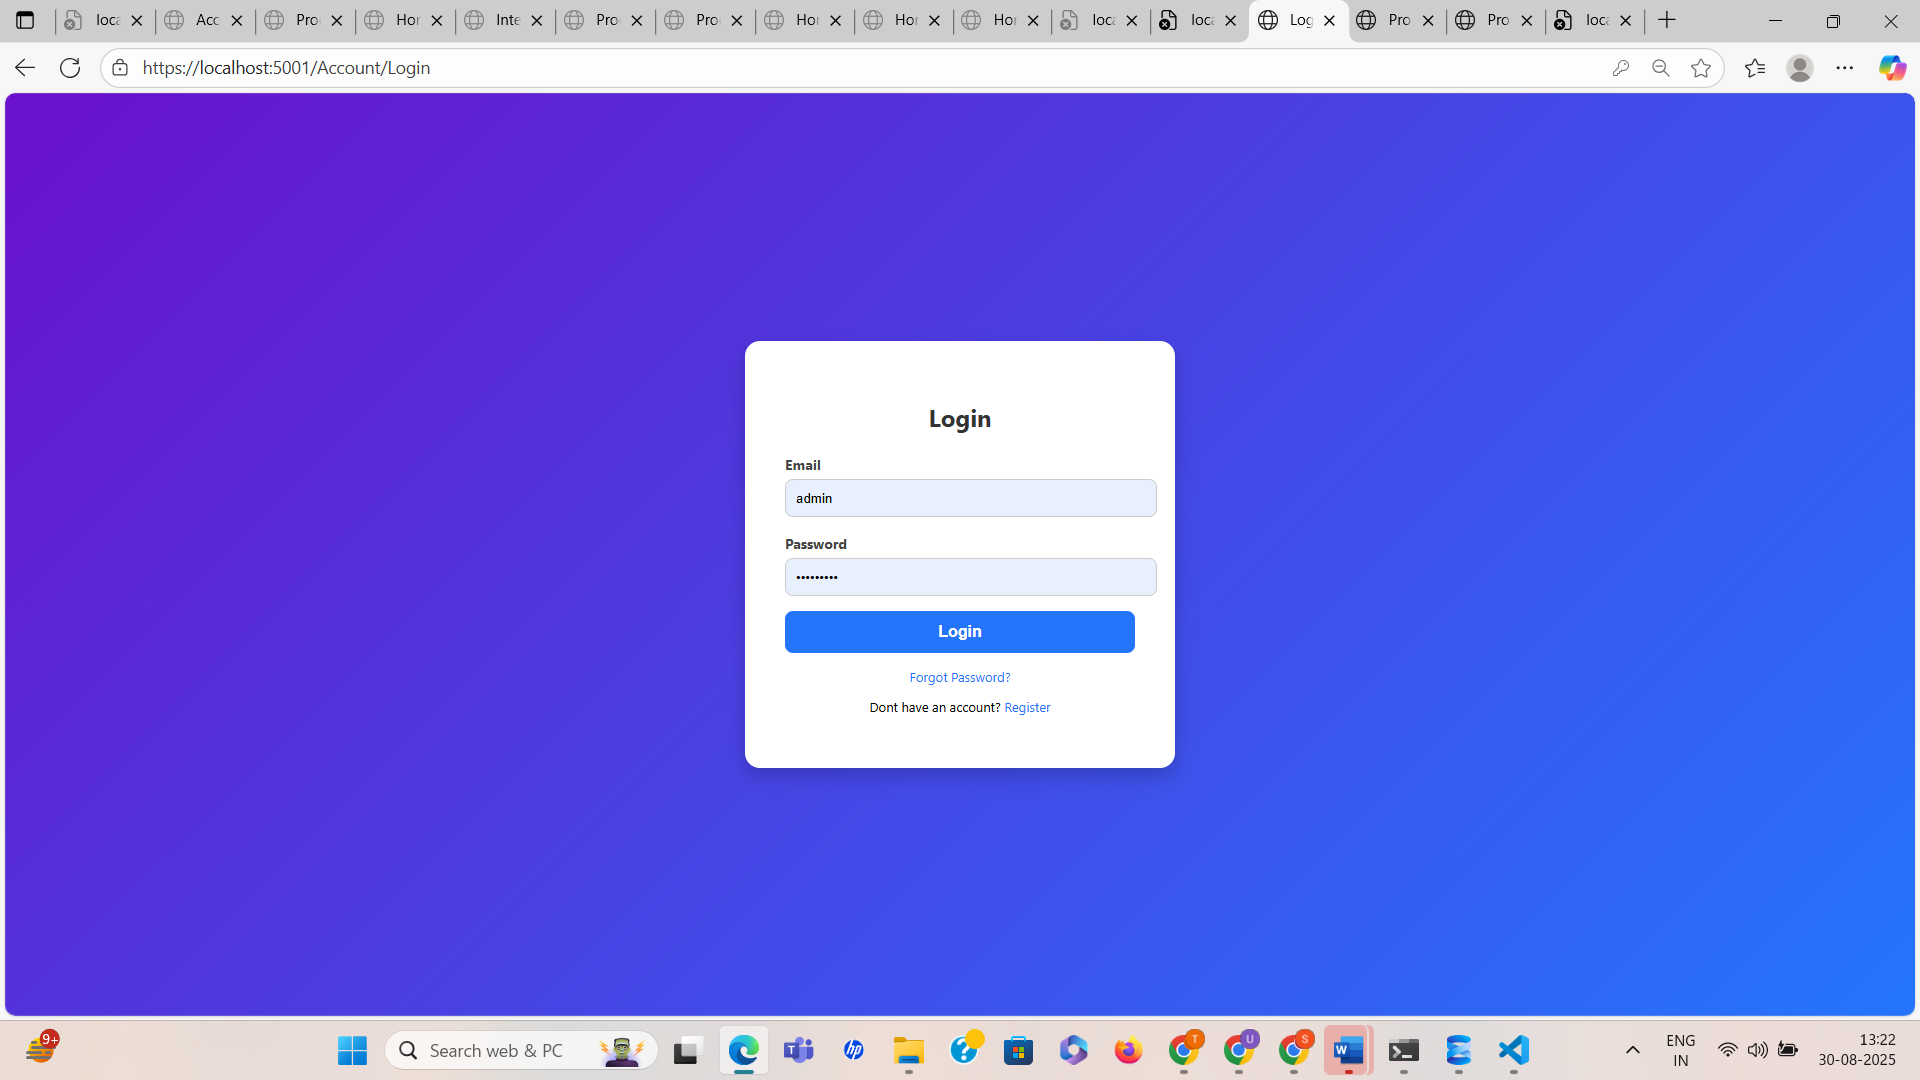 loca Acc Pro Hor Inte Pro Pro Hor Hor Hor loca loca Log Pro Pro loca
https://localhost:5001/Account/Login
Login
Email
admin
Password
•••••••••
Login
Forgot Password?
Dont have an account? Register
9+
Search web & PC
T
hp
T
U
S
W
ENG
IN
13:22
30-08-2025